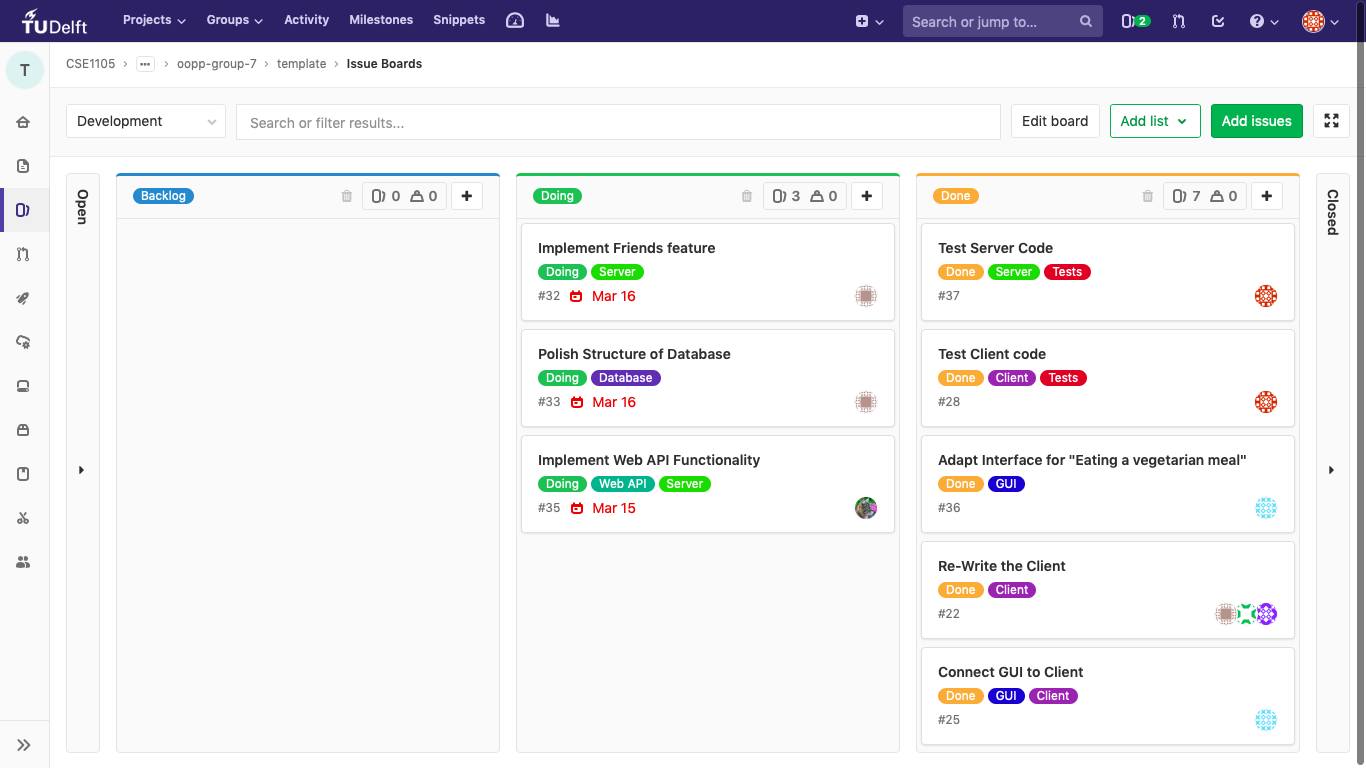 TUDelft
Projects Groups Activity Milestones Snippets
Search or jump to...
2
T
CSE1105 › ... › oopp-group-7 › template › Issue Boards
Development
Search or filter results...
Edit board
Add list
Add issues
Open
Backlog
0 0
Doing
3 0
Implement Friends feature
Doing Server
#32 Mar 16
Polish Structure of Database
Doing Database
#33 Mar 16
Implement Web API Functionality
Doing Web API Server
#35 Mar 15
Done
7 0
Test Server Code
Done Server Tests
#37
Test Client code
Done Client Tests
#28
Adapt Interface for "Eating a vegetarian meal"
Done GUI
#36
Re-Write the Client
Done Client
#22
Connect GUI to Client
Done GUI Client
#25
Closed